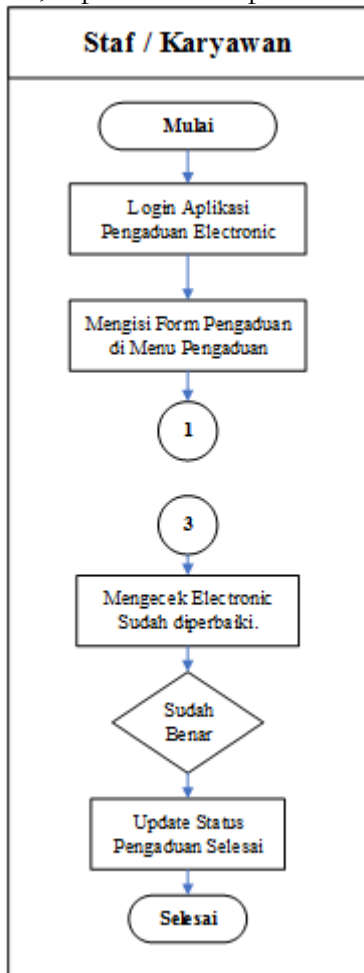 Staf / Karyawan
Mulai
Login Aplikasi
Pengaduan Electronic
Mengisi Form Pengaduan
di Menu Pengaduan
1
3
Mengecek Electronic
Sudah diperbaiki.
Sudah
Benar
Update Status
Pengaduan Selesai
Selesai